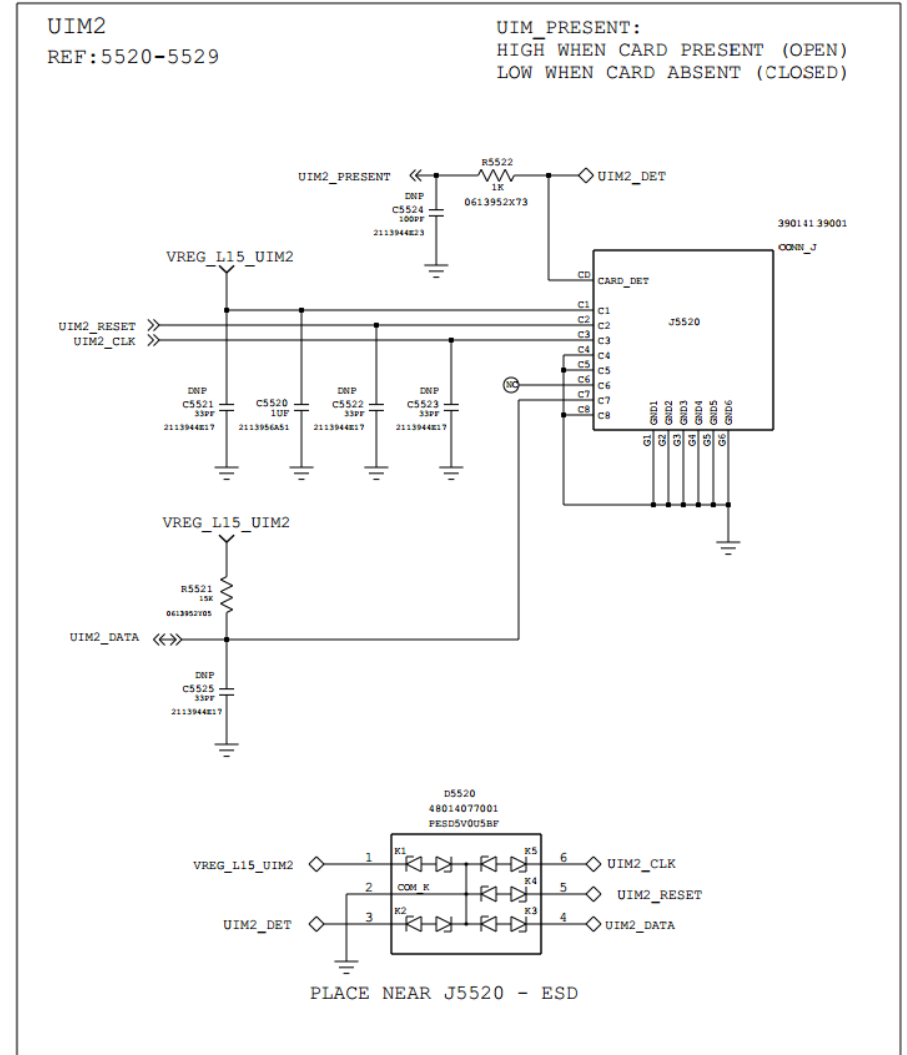 UIM2
REF:5520-5529
UIM_PRESENT:
HIGH WHEN CARD PRESENT (OPEN)
LOW WHEN CARD ABSENT (CLOSED)
R5522
UIM2_PRESENT
1K
UIM2_DET
0613952X73
DNP
C5524
100PF
2113944E23
39014139001
CONN_J
VREG_L15_UIM2
CD
CARD_DET
J5520
C1
C1
UIM2_RESET
C2
C2
UIM2_CLK
C3
C3
C4
C4
C5
C5
NC
C6
C6
C7
C7
C8
C8
GND1
GND2
GND3
GND4
GND5
GND6
G1
G2
G3
G4
G5
G6
DNP
C5521
33PF
2113944E17
C5520
1UF
2113956A51
DNP
C5522
33PF
2113944E17
DNP
C5523
33PF
2113944E17
VREG_L15_UIM2
R5521
15K
0613952Y05
UIM2_DATA
DNP
C5525
33PF
2113944E17
D5520
48014077001
PESD5V0U5BF
VREG_L15_UIM2
1
K1
K5
6
UIM2_CLK
2
COM_K
K4
5
UIM2_RESET
UIM2_DET
3
K2
K3
4
UIM2_DATA
PLACE NEAR J5520 - ESD